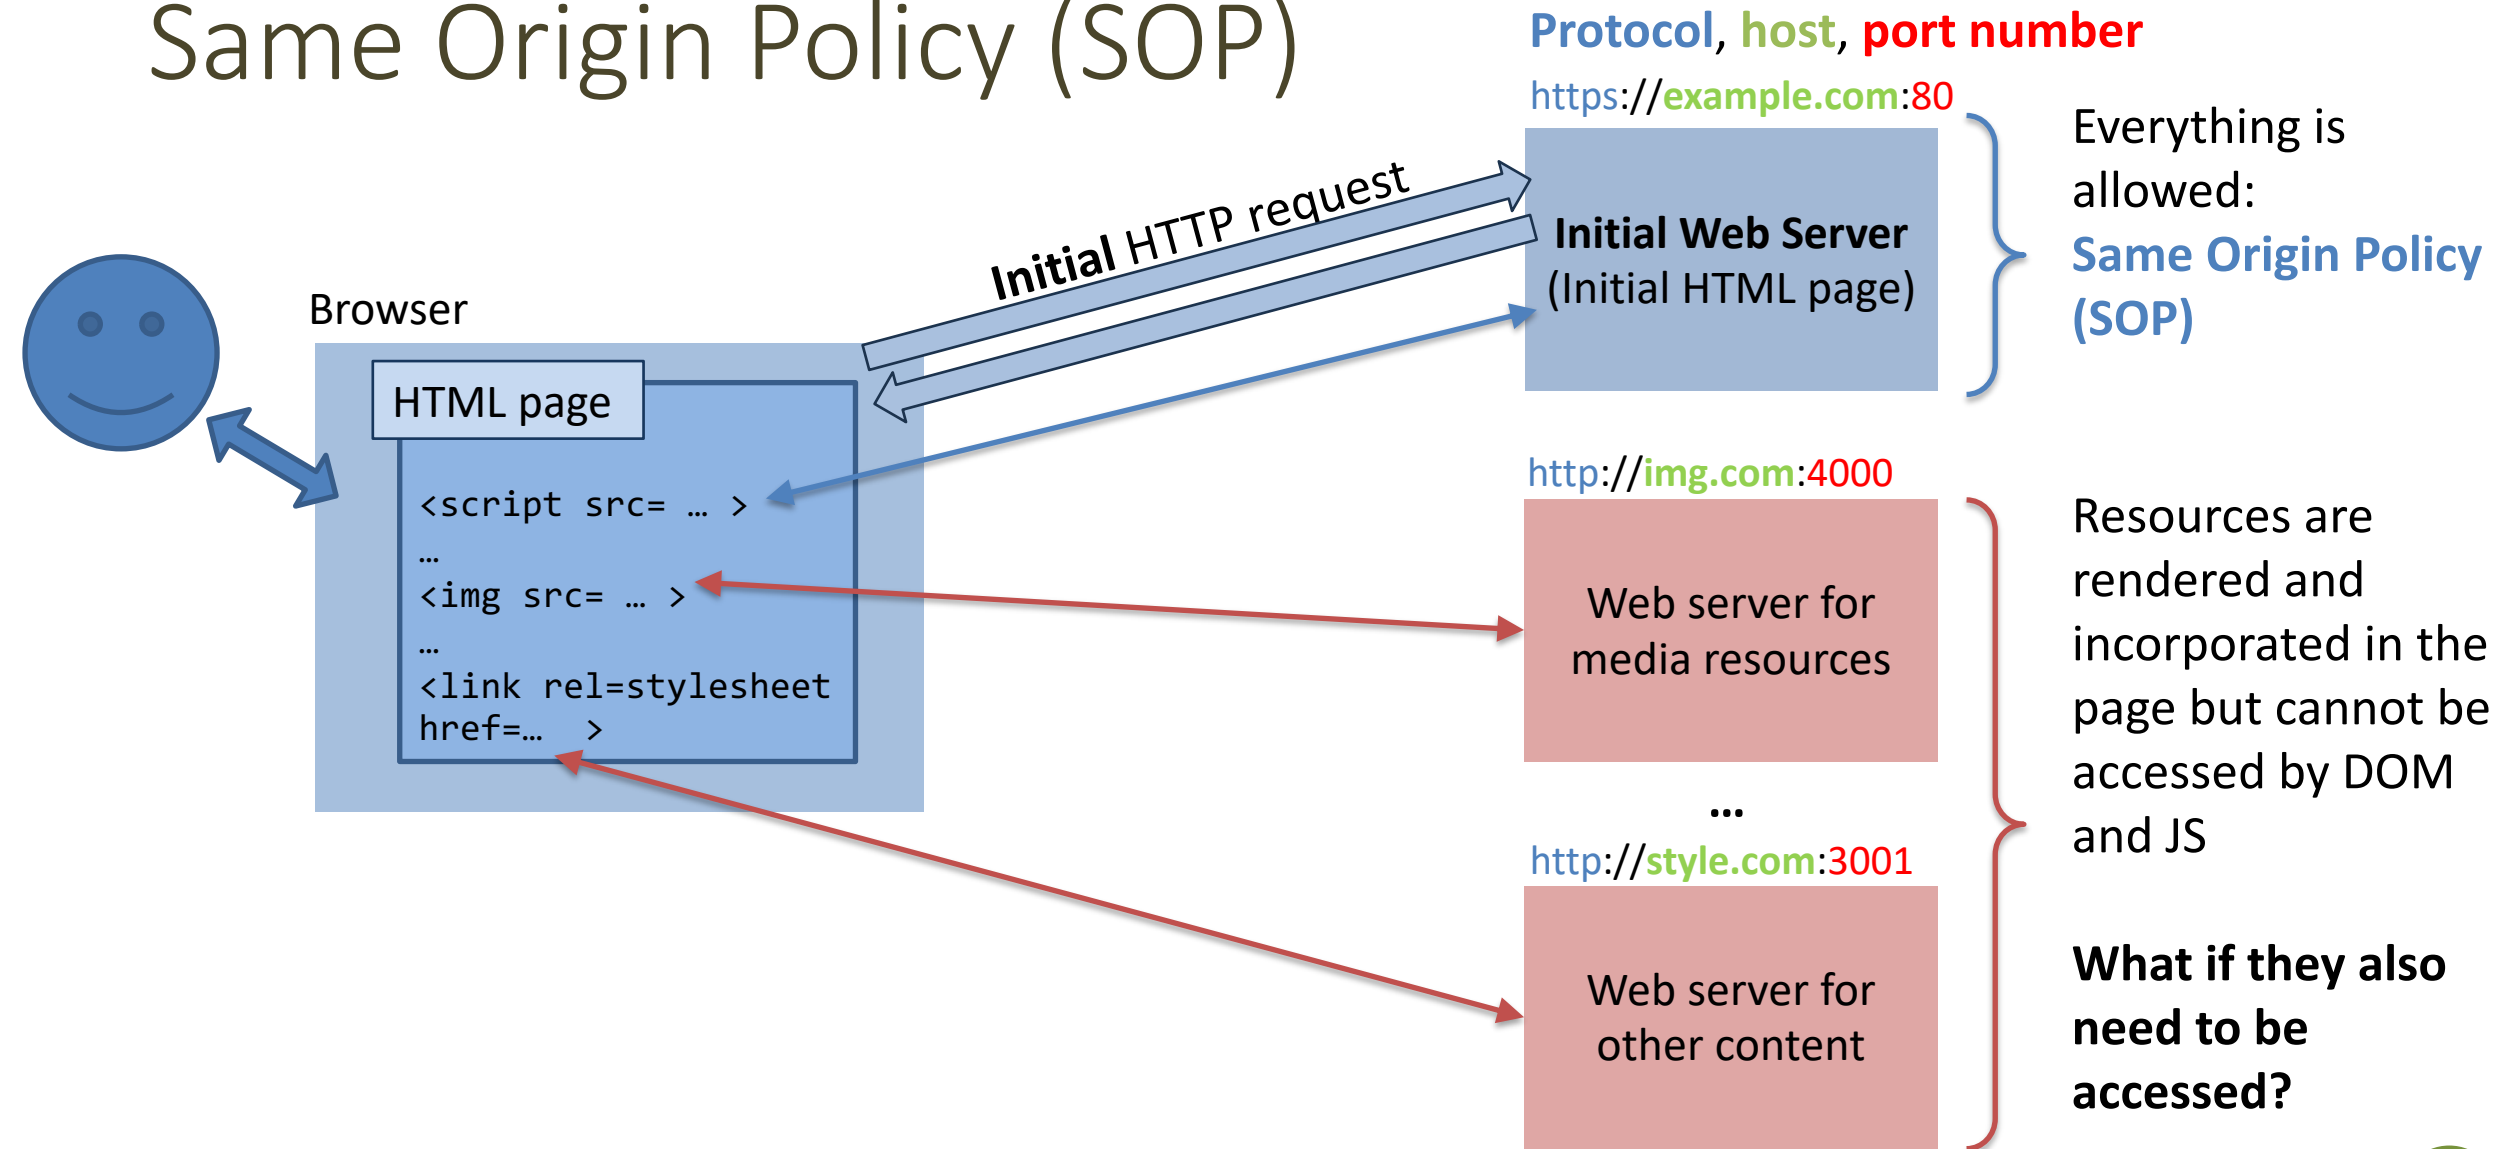 Same Origin Policy (SOP)
Protocol, host, port number
https://example.com:80
Everything is
allowed:
Same Origin Policy
(SOP)
Initial HTTP request
Initial Web Server
(Initial HTML page)
Browser
HTML page
<script src= … >
…
<img src= … >
…
<link rel=stylesheet
href=…  >
http://img.com:4000
Web server for
media resources
...
http://style.com:3001
Web server for
other content
Resources are
rendered and
incorporated in the
page but cannot be
accessed by DOM
and JS
What if they also
need to be
accessed?